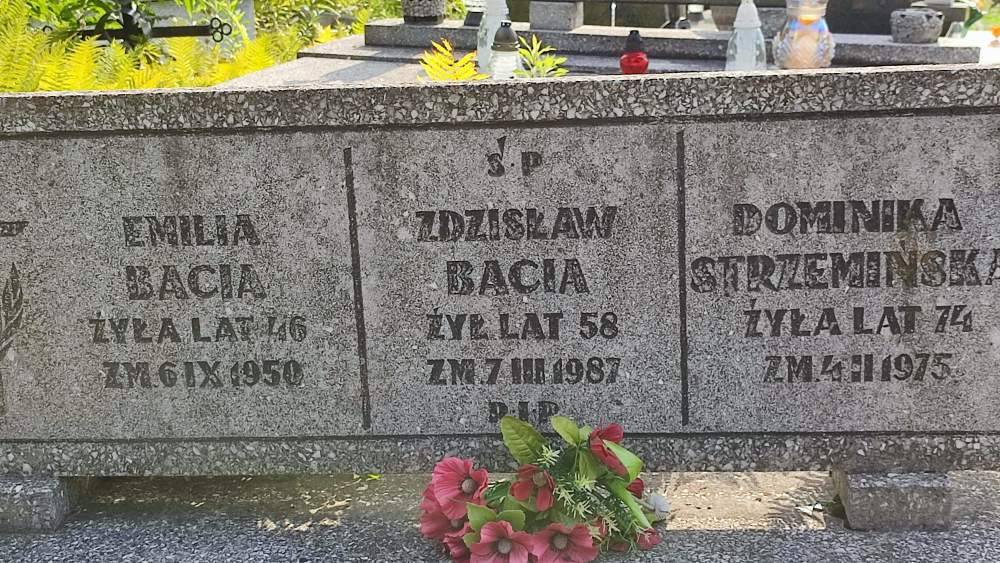 EMILIA
BACIA
ŻYŁA LAT 46
ZM. 6 IX 1950
Ś.P
ZDZISŁAW
BACIA
ŻYŁ LAT 58
ZM. 7 III 1987
R.I.P.
DOMINIKA
STRZEMIŃSKA
ŻYŁA LAT 74
ZM. 4 II 1975